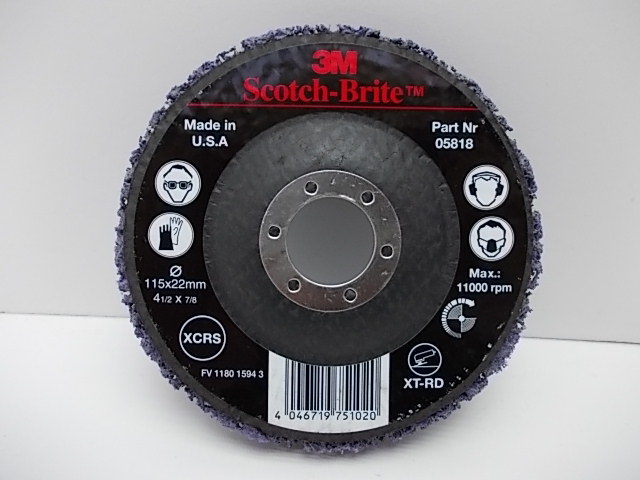 3M
Scotch-Brite™
Made in
U.S.A
Part Nr
05818
Ø
115x22mm
4 1/2 X 7/8
Max.:
11000 rpm
XCRS
XT-RD
FV 1180 1594 3
4 046719 751020